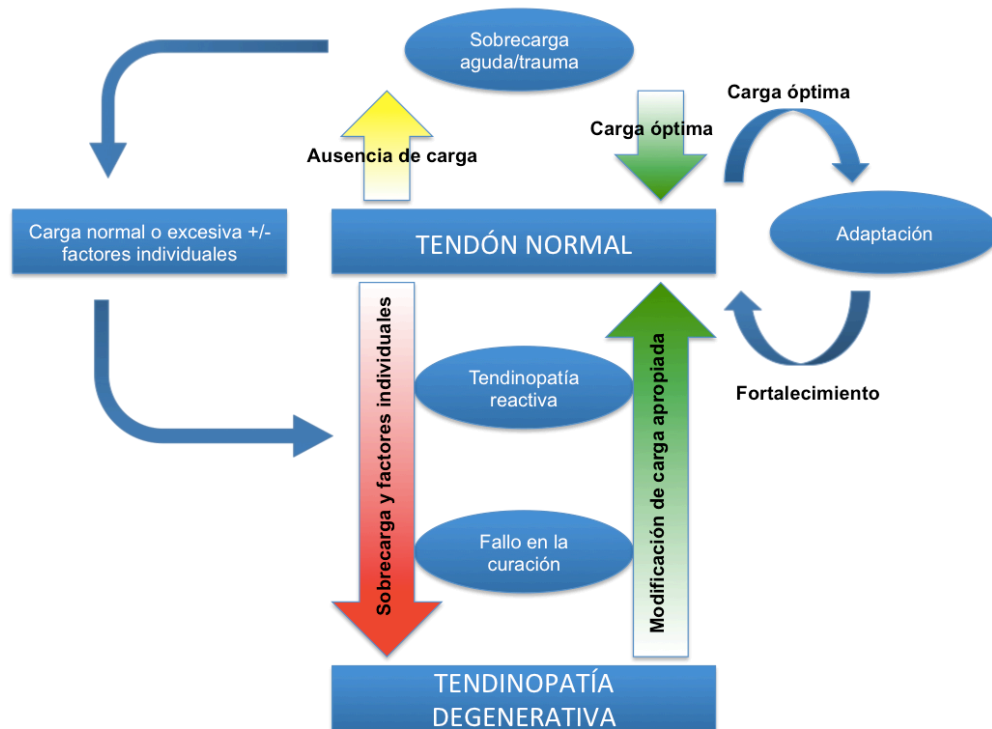 Sobrecarga
aguda/trauma
Carga óptima
Carga óptima
Ausencia de carga
Carga normal o excesiva +/-
factores individuales
TENDÓN NORMAL
Adaptación
Sobrecarga y factores individuales
Tendinopatía
reactiva
Modificación de carga apropiada
Fortalecimiento
Fallo en la
curación
TENDINOPATÍA
DEGENERATIVA